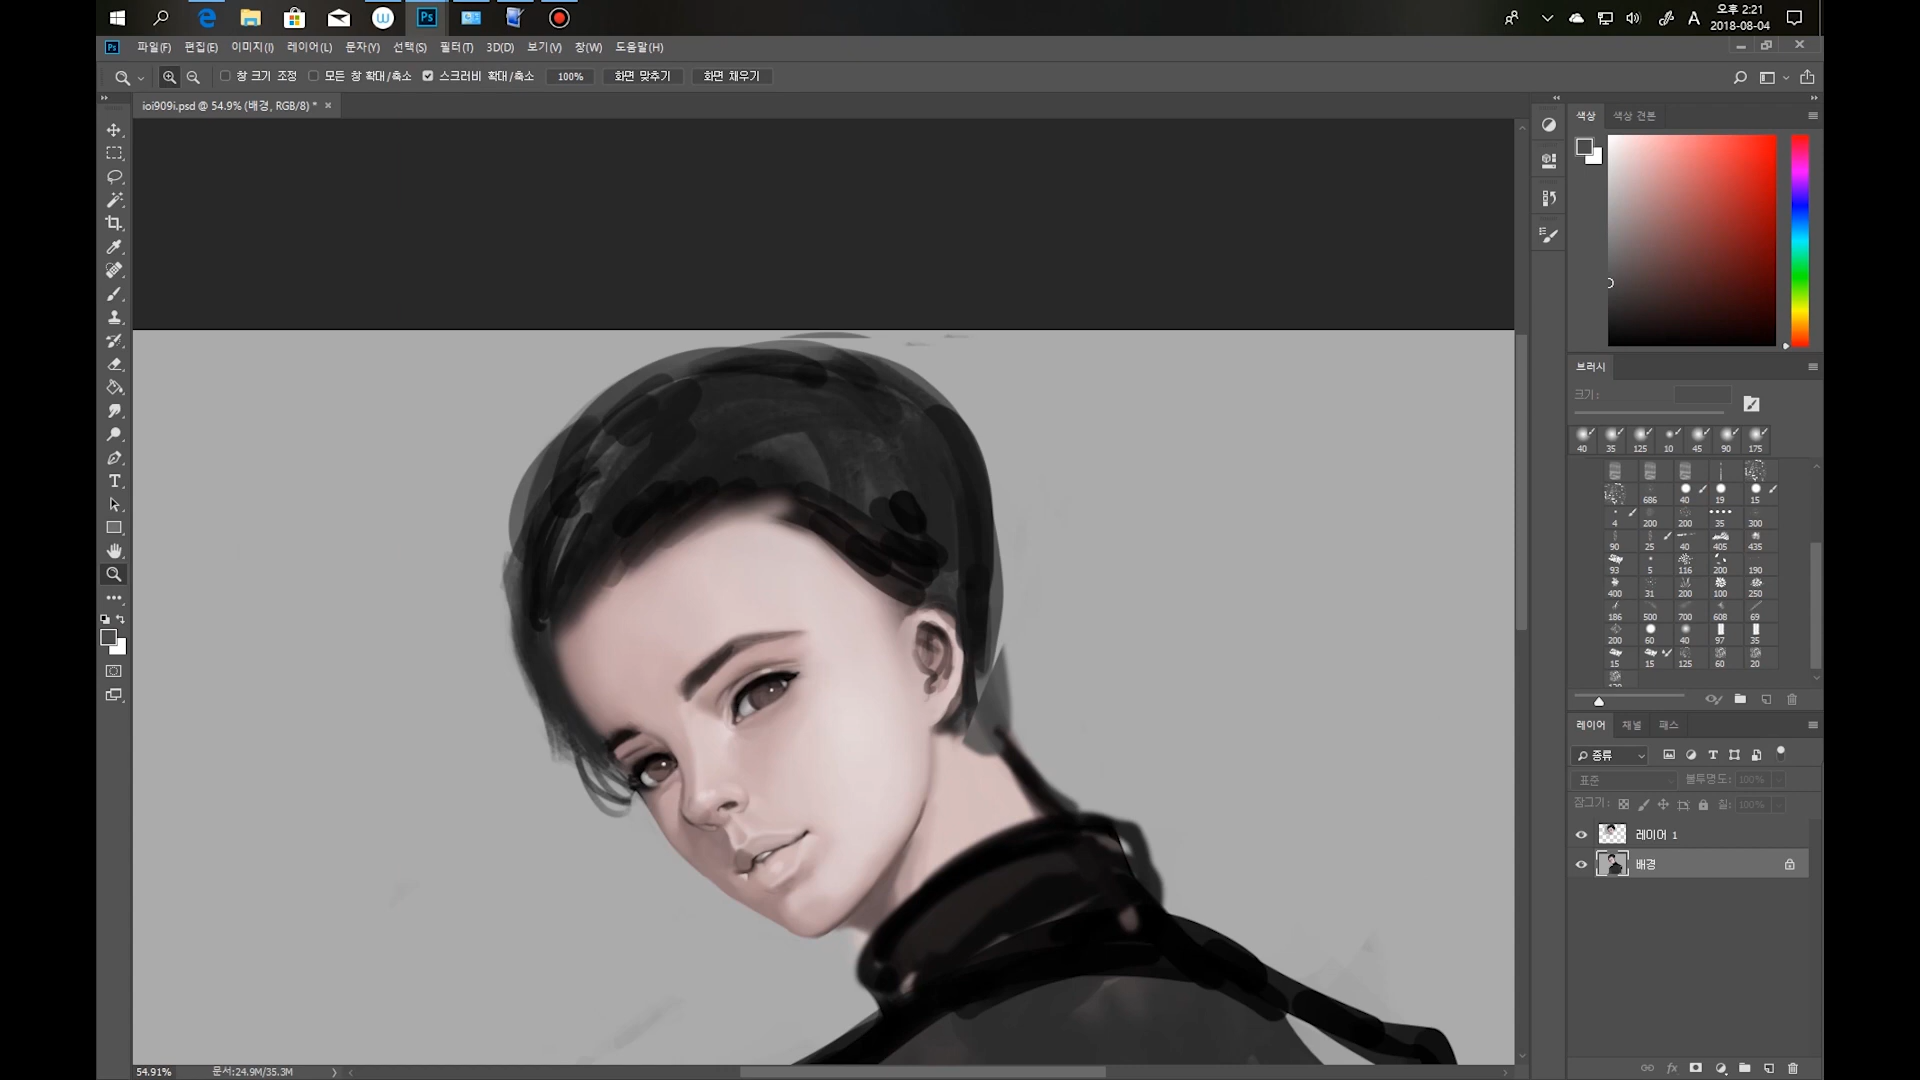 Ps
A
오후 2:21
2018-08-04
Ps 파일(F) 편집(E) 이미지(I) 레이어(L) 문자(Y) 선택(S) 필터(T) 3D(D) 보기(V) 창(W) 도움말(H)
창 크기 조정 모든 창 확대/축소 스크러비 확대/축소 100% 화면 맞추기 화면 채우기
ioi909i.psd @ 54.9% (배경, RGB/8) *
색상 색상 견본
브러시
크기:
40 35 125 10 45 90 175
686 40 19 15
4 200 200 35 300
90 25 40 405 435
93 5 116 200 190
400 31 200 100 250
186 500 700 608 69
200 60 40 97 35
15 15 125 60 20
레이어 채널 패스
종류
표준 불투명도: 100%
잠그기: 칠: 100%
레이어 1
배경
fx
54.91% 문서:24.9M/35.3M